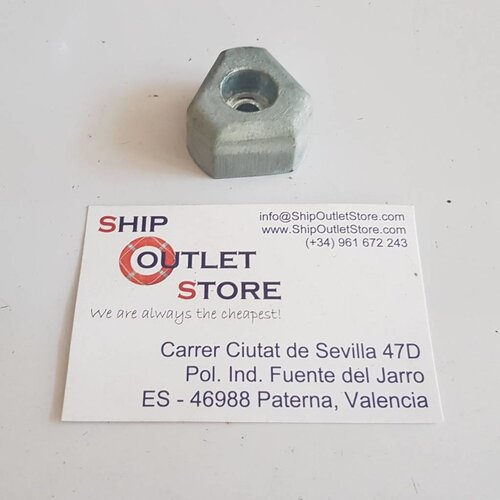 SHIP
OUTLET
STORE
We are always the cheapest!
info@ShipOutletStore.com
www.ShipOutletStore.com
(+34) 961 672 243
Carrer Ciutat de Sevilla 47D
Pol. Ind. Fuente del Jarro
ES - 46988 Paterna, Valencia